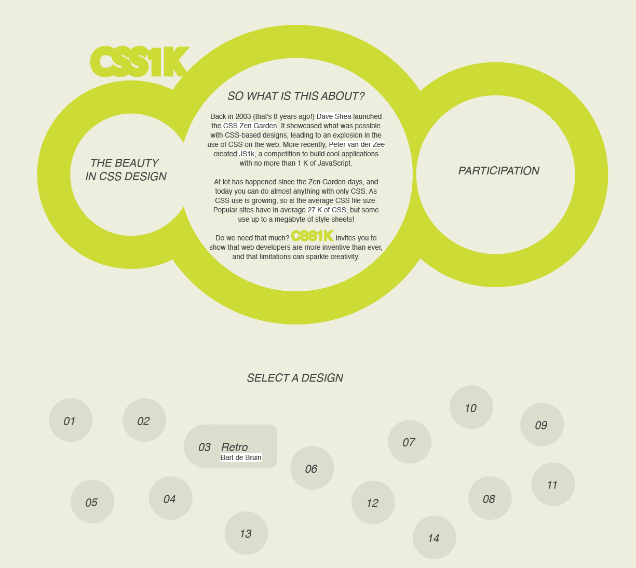 CSS1K
THE BEAUTY
IN CSS DESIGN
SO WHAT IS THIS ABOUT?
Back in 2003 (that's 8 years ago!) Dave Shea launched
the CSS Zen Garden. It showcased what was possible
with CSS-based designs, leading to an explosion in the
use of CSS on the web. More recently, Peter van der Zee
created JS1k, a competition to build cool applications
with no more than 1 K of JavaScript.
At lot has happened since the Zen Garden days, and
today you can do almost anything with only CSS. As
CSS use is growing, so is the average CSS file size.
Popular sites have in average 27 K of CSS, but some
use up to a megabyte of style sheets!
Do we need that much? CSS1K invites you to
show that web developers are more inventive than ever,
and that limitations can sparkle creativity.
PARTICIPATION
SELECT A DESIGN
01
02
03 Retro
Bart de Bruin
04
05
06
07
08
09
10
11
12
13
14